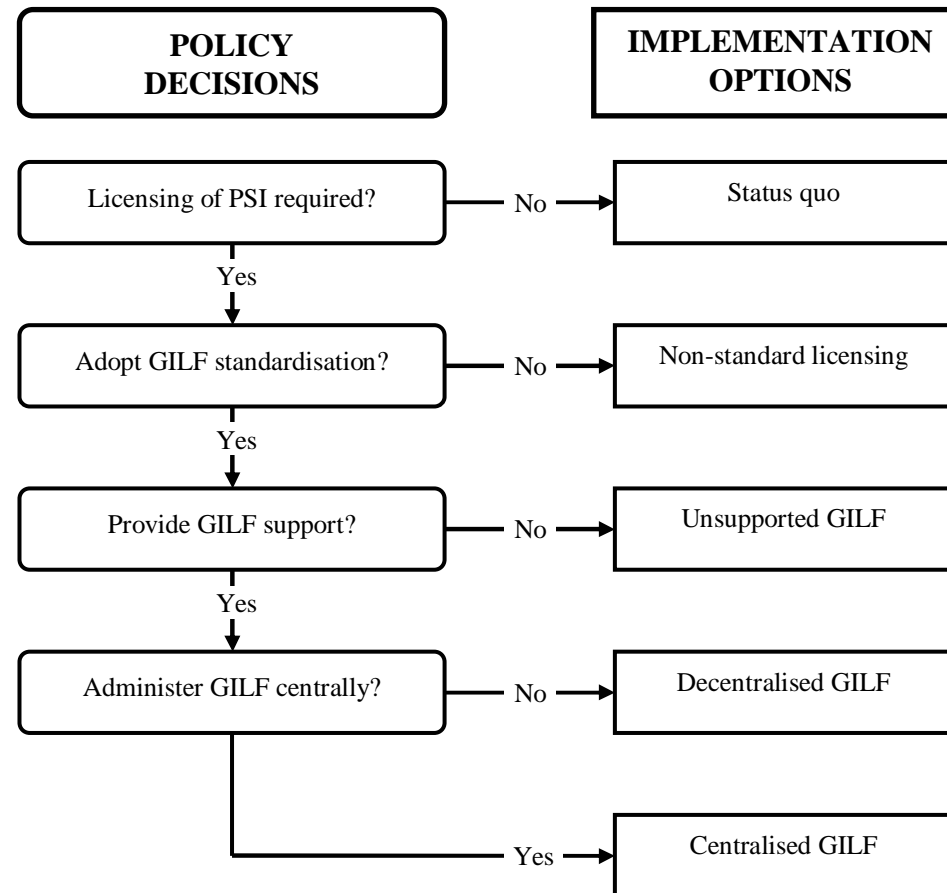 POLICY
DECISIONS
IMPLEMENTATION
OPTIONS
Licensing of PSI required?
No
Status quo
Yes
Adopt GILF standardisation?
No
Non-standard licensing
Yes
Provide GILF support?
No
Unsupported GILF
Yes
Administer GILF centrally?
No
Decentralised GILF
Yes
Centralised GILF